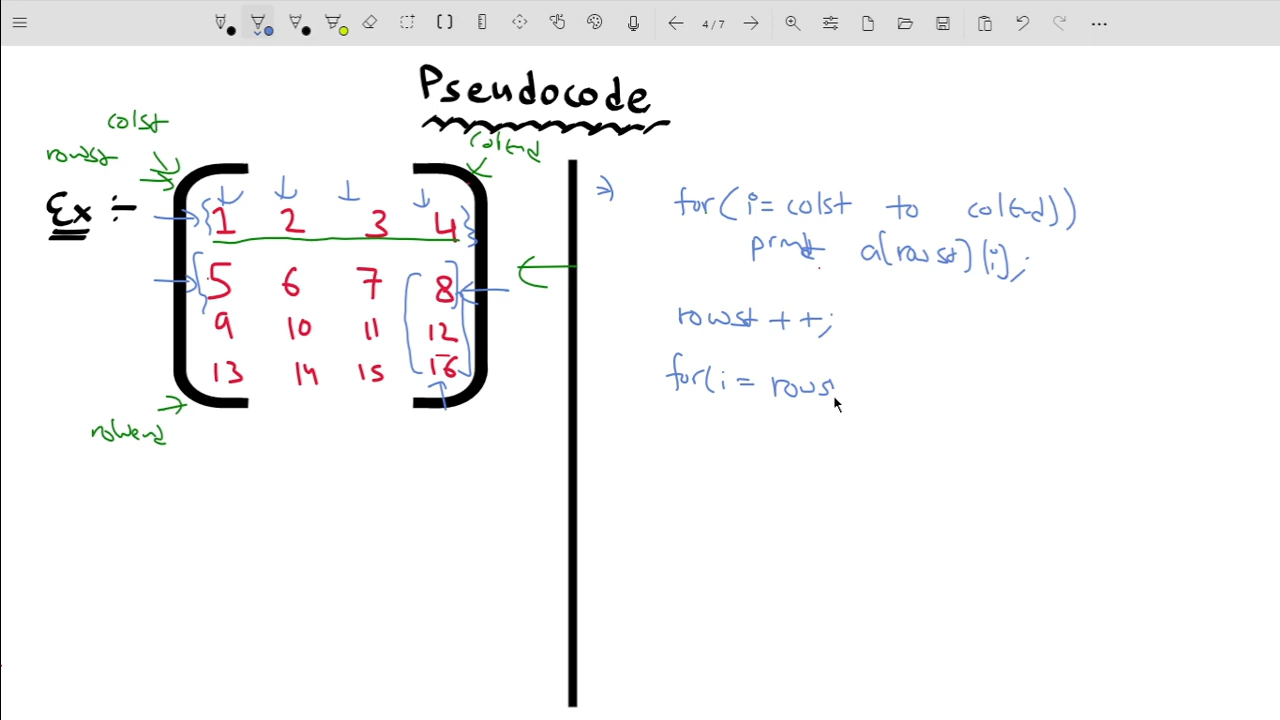 4/7
Pseudocode
colst
rowst
colend
Ex :-
1 2 3 4
5 6 7 8
9 10 11 12
13 14 15 16
rowend
for(i= colst to colend))
print a(rowst)(i);
rowst ++;
for(i = rows